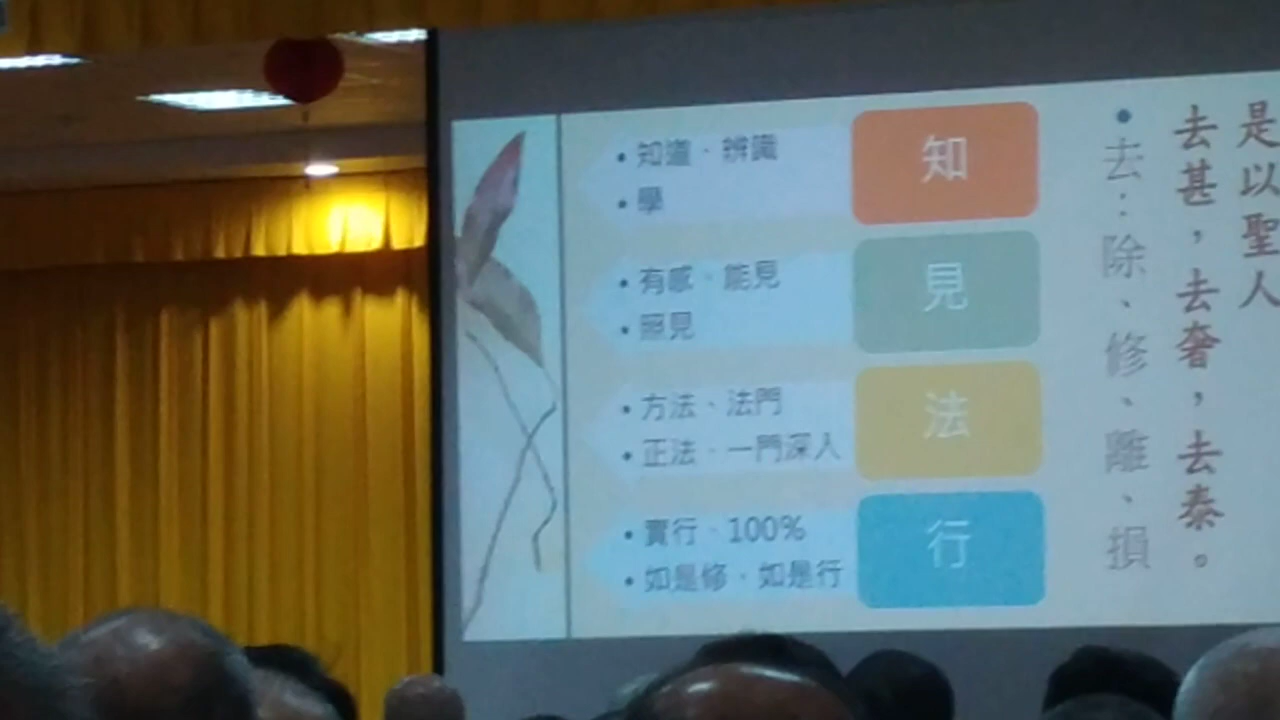 是以聖人
去甚，去奢，去泰。
•去：除、修、離、損
知
•知道、辨識
•學
見
•有感、能見
•照見
法
•方法、法門
•正法、一門深入
行
•實行、100%
•如是修、如是行